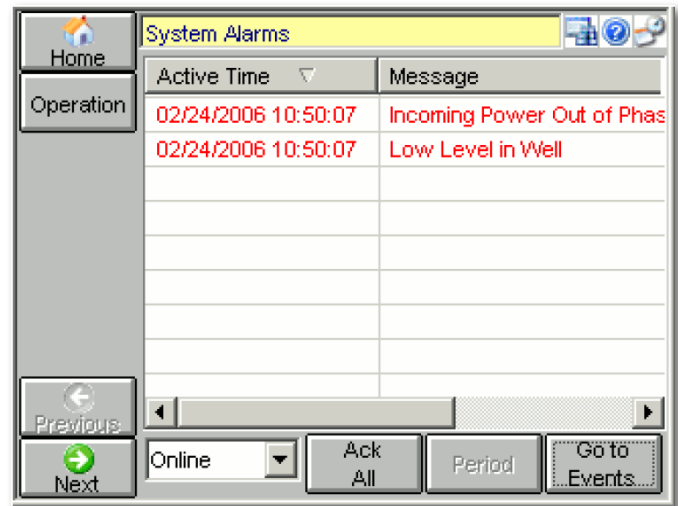 Home
System Alarms
Operation
Active Time Message
02/24/2006 10:50:07 Incoming Power Out of Phas
02/24/2006 10:50:07 Low Level in Well
Previous
Next
Online
Ack
All
Period
Go to
Events...